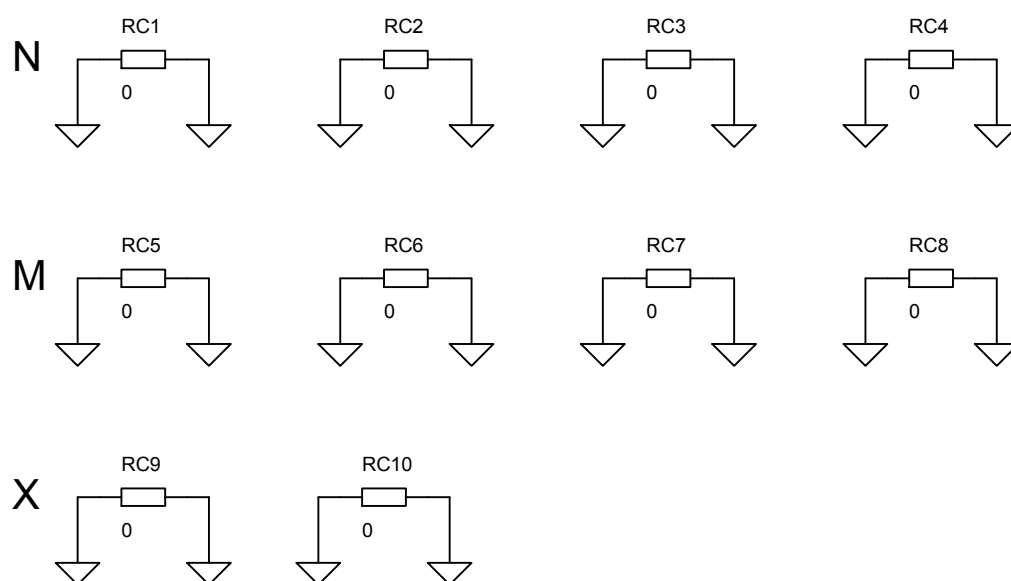 RC1 RC2 RC3 RC4
N
0 0 0 0
RC5 RC6 RC7 RC8
M
0 0 0 0
RC9 RC10
X
0 0